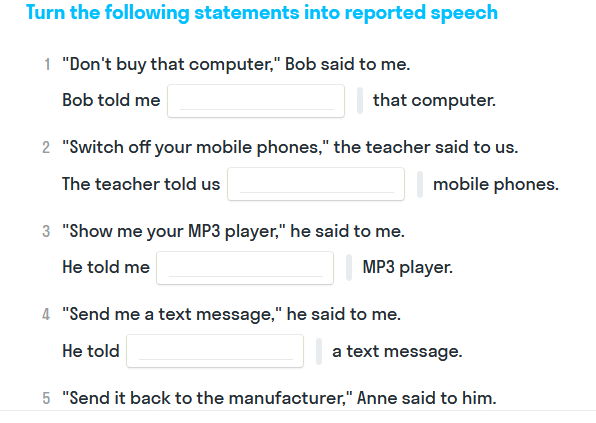 Turn the following statements into reported speech
1 "Don't buy that computer," Bob said to me.
Bob told me that computer.
2 "Switch off your mobile phones," the teacher said to us.
The teacher told us mobile phones.
3 "Show me your MP3 player," he said to me.
He told me MP3 player.
4 "Send me a text message," he said to me.
He told a text message.
5 "Send it back to the manufacturer," Anne said to him.